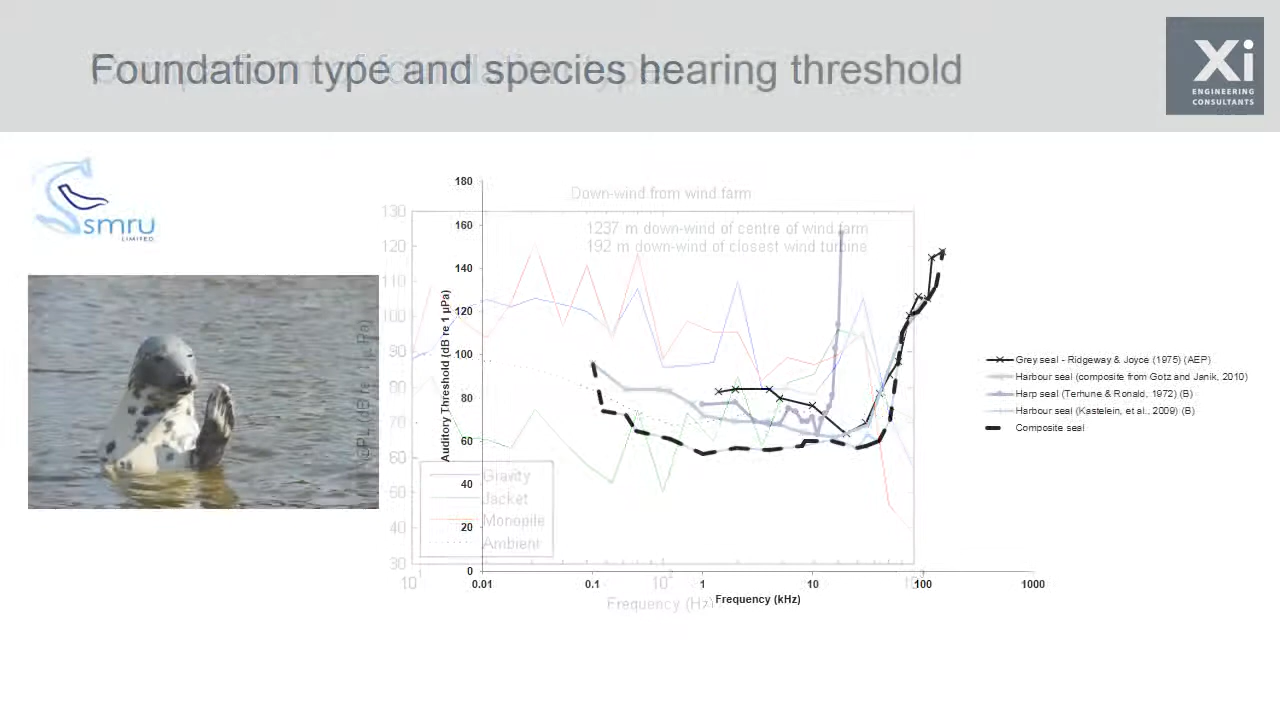 Foundation type and species hearing threshold
Xi
ENGINEERING
CONSULTANTS
smru
LIMITED
Down-wind from wind farm
1237 m down-wind of centre of wind farm
192 m down-wind of closest wind turbine
180
160
140
120
100
80
60
40
20
0
Auditory Threshold (dB re 1 µPa)
130
120
110
100
90
80
70
60
60
40
30
Gravity
Jacket
Monopile
Ambient
0.01
0.1
1
10
100
1000
Frequency (kHz)
10
10²
Frequency (Hz)
Grey seal - Ridgeway & Joyce (1975) (AEP)
Harbour seal (composite from Gotz and Janik, 2010)
Harp seal (Terhune & Ronald, 1972) (B)
Harbour seal (Kastelein, et al., 2009) (B)
Composite seal